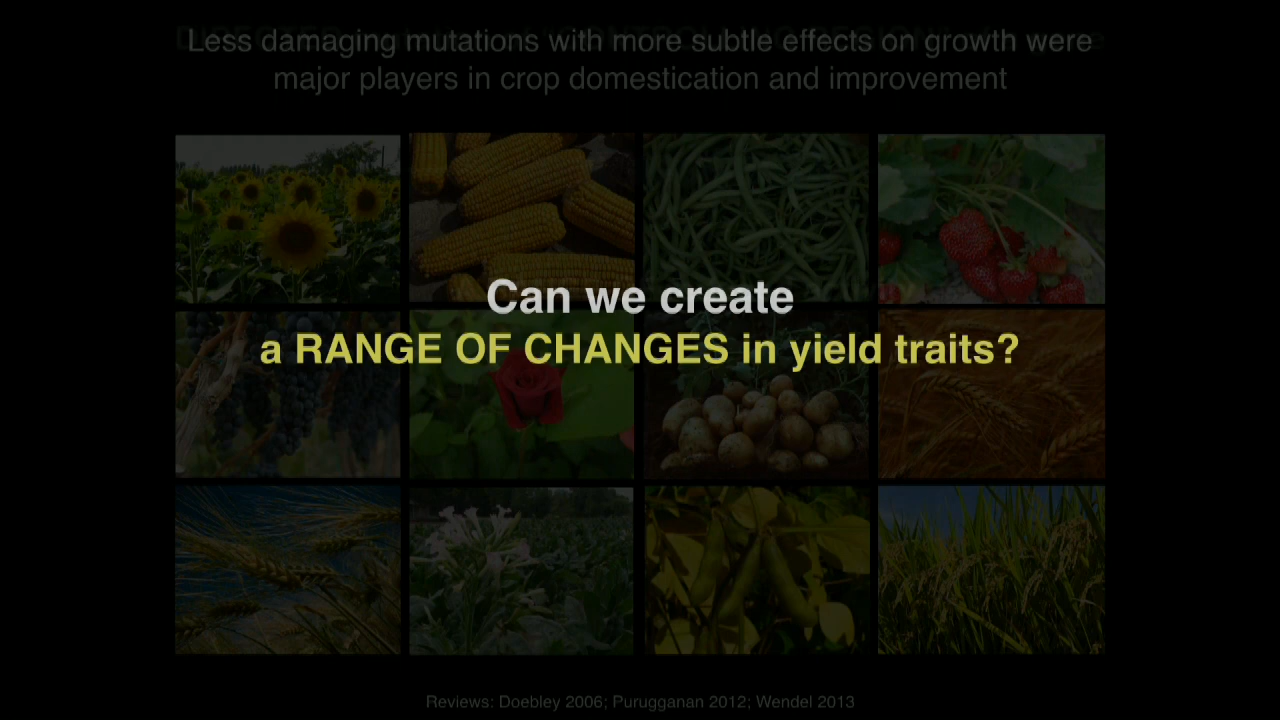 Less damaging mutations with more subtle effects on growth were
major players in crop domestication and improvement
Can we create
a RANGE OF CHANGES in yield traits?
Reviews: Doebley 2006; Purugganan 2012; Wendel 2013